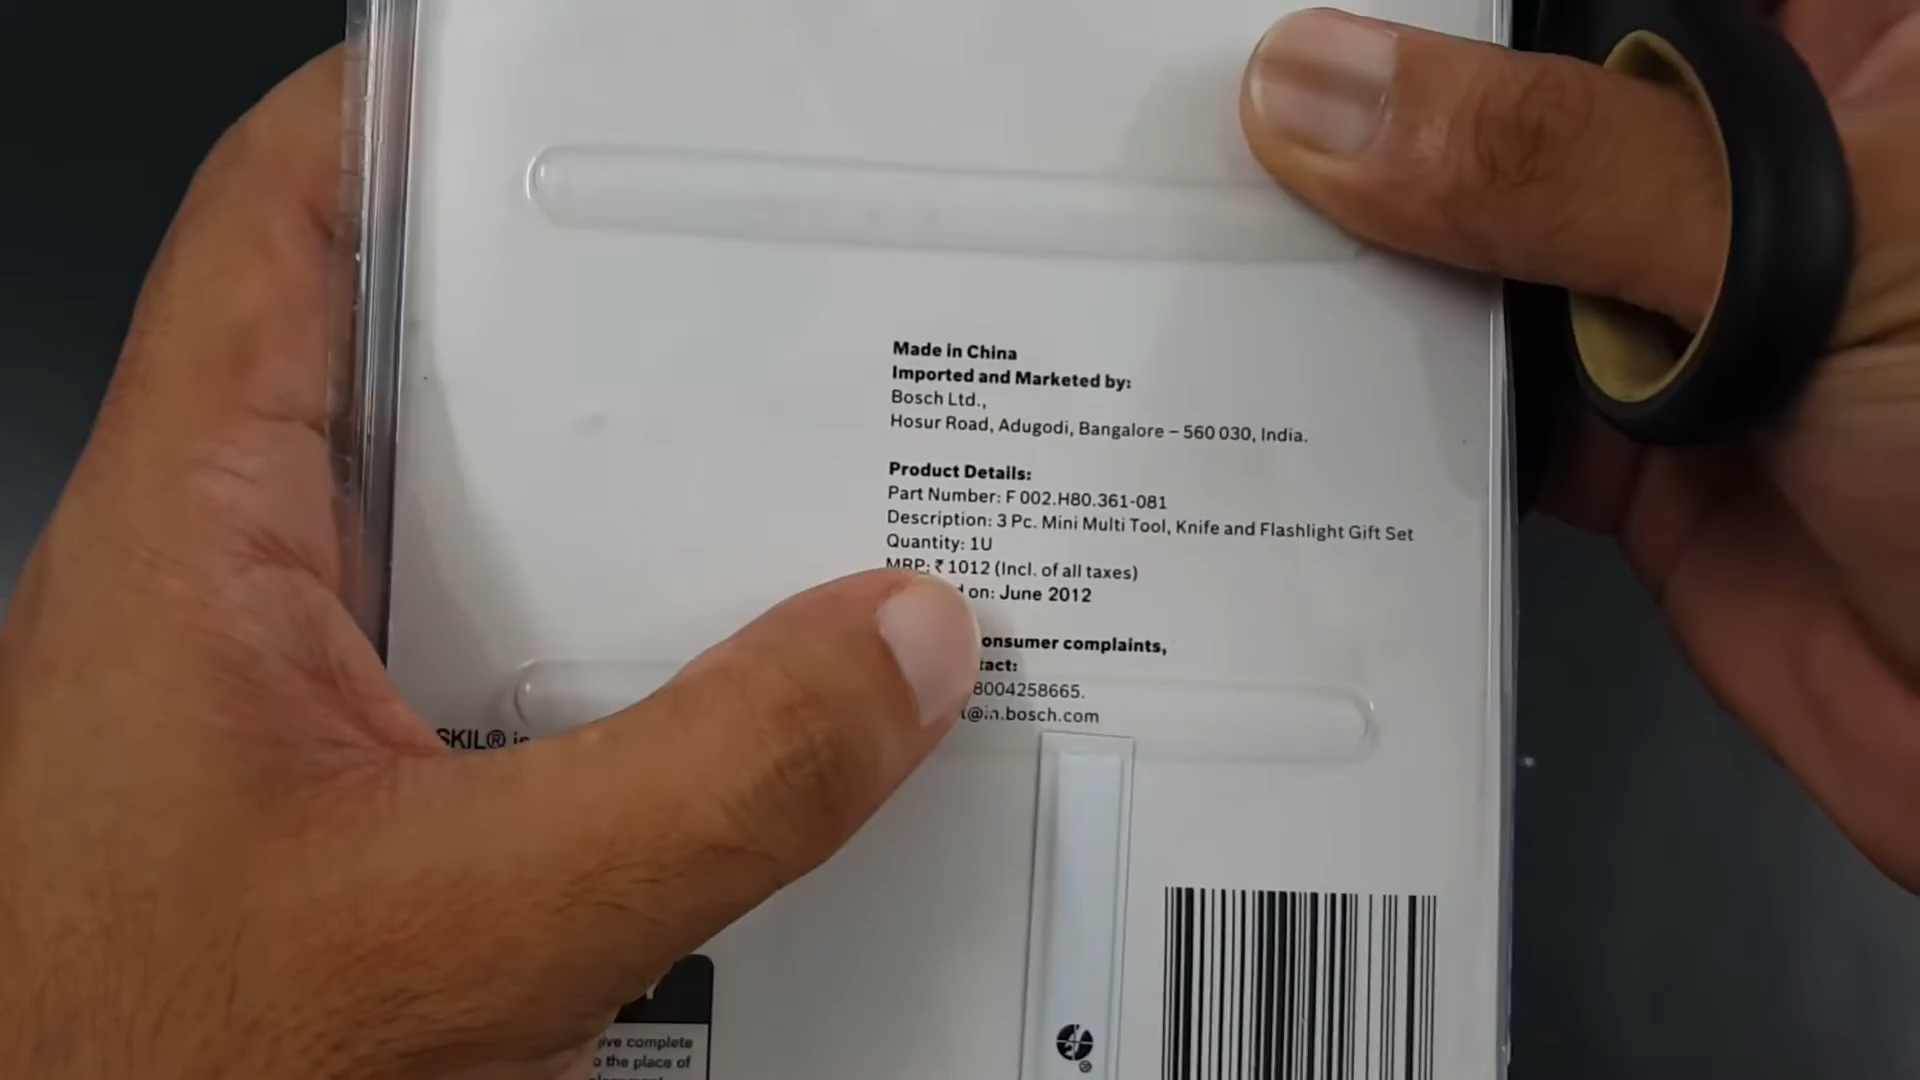 Made in China
Imported and Marketed by:
Bosch Ltd.,
Hosur Road, Adugodi, Bangalore – 560 030, India.
Product Details:
Part Number: F 002.H80.361-081
Description: 3 Pc. Mini Multi Tool, Knife and Flashlight Gift Set
Quantity: 1U
MRP: ₹ 1012 (Incl. of all taxes)
on: June 2012
onsumer complaints,
tact:
8004258665.
@in.bosch.com
SKIL®
complete
the place of